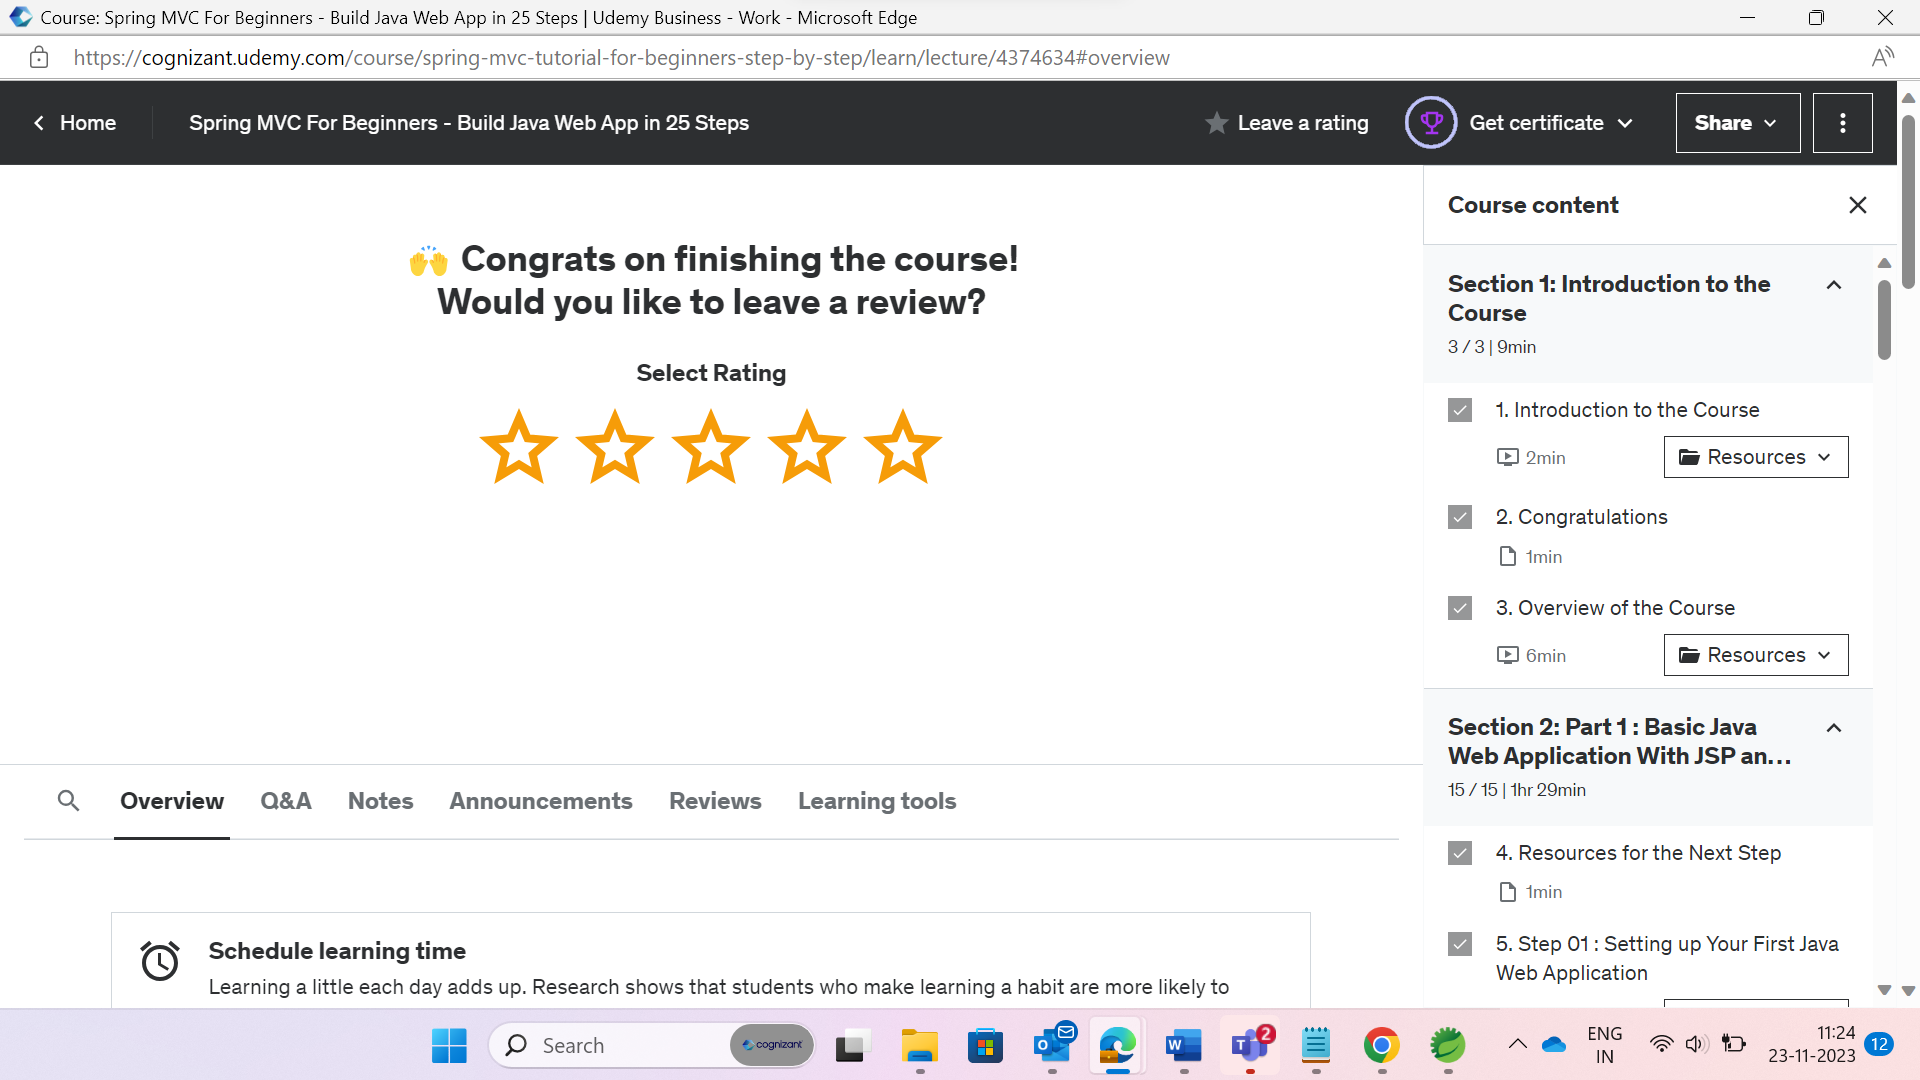 Course: Spring MVC For Beginners - Build Java Web App in 25 Steps | Udemy Business - Work - Microsoft Edge
https://cognizant.udemy.com/course/spring-mvc-tutorial-for-beginners-step-by-step/learn/lecture/4374634#overview
Home
Spring MVC For Beginners - Build Java Web App in 25 Steps
Leave a rating
Get certificate
Share
Congrats on finishing the course!
Would you like to leave a review?
Select Rating
Course content
Section 1: Introduction to the
Course
3 / 3 | 9min
1. Introduction to the Course
2min
Resources
2. Congratulations
1min
3. Overview of the Course
6min
Resources
Section 2: Part 1 : Basic Java
Web Application With JSP an...
15 / 15 | 1hr 29min
4. Resources for the Next Step
1min
5. Step 01 : Setting up Your First Java
Web Application
Overview
Q&A
Notes
Announcements
Reviews
Learning tools
Schedule learning time
Learning a little each day adds up. Research shows that students who make learning a habit are more likely to
Search
cognizant
2
ENG
IN
11:24
23-11-2023
12